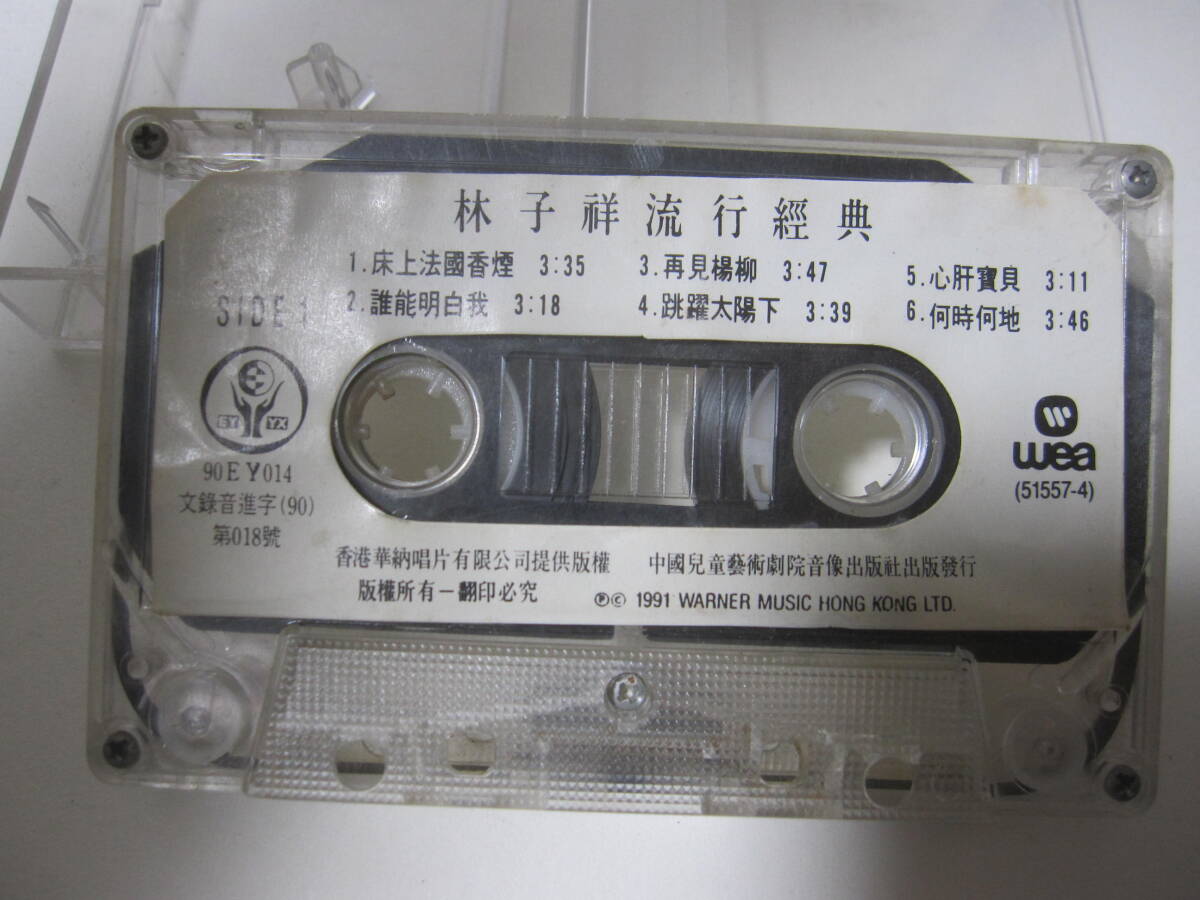 林子祥流行經典
SIDE 1
1.床上法國香煙 3:35
2.誰能明白我 3:18
3.再見楊柳 3:47
4.跳躍太陽下 3:39
5.心肝寶貝 3:11
6.何時何地 3:46
EY YX
90EY014
文錄音進字(90)
第018號
wea
(51557-4)
香港華納唱片有限公司提供版權 中國兒童藝術劇院音像出版社出版發行
版權所有—翻印必究 ℗© 1991 WARNER MUSIC HONG KONG LTD.